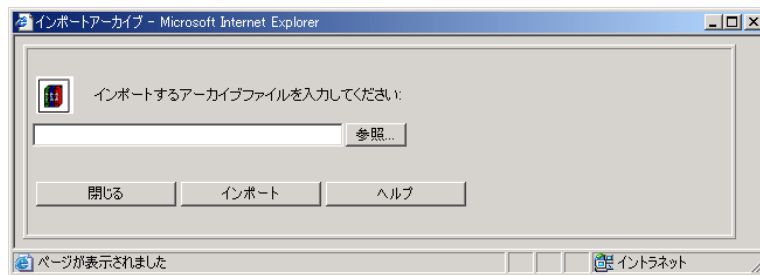 インポートアーカイブ - Microsoft Internet Explorer
インポートするアーカイブファイルを入力してください:
参照...
閉じる インポート ヘルプ
ページが表示されました イントラネット